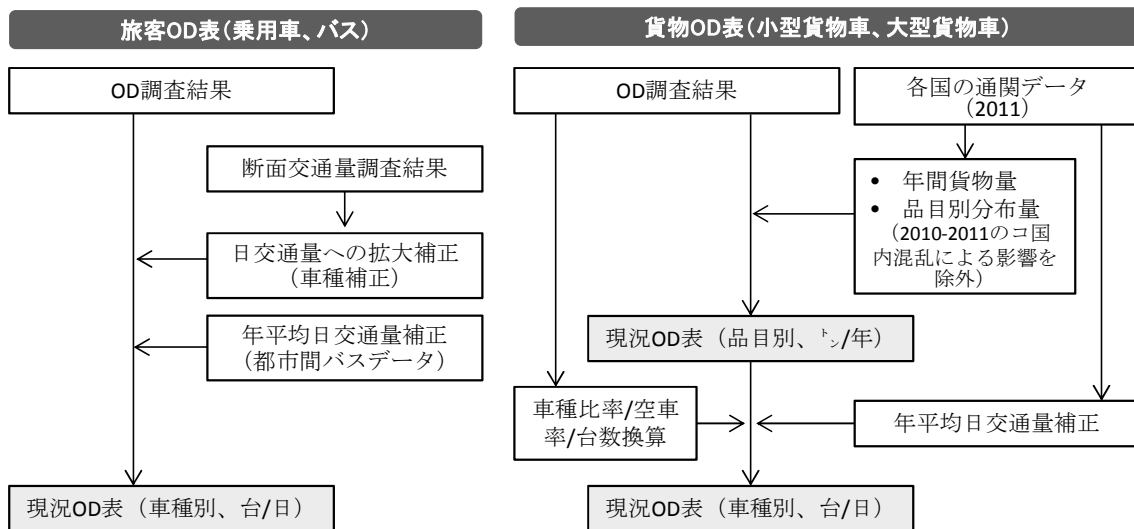 旅客OD表(乗用車、バス)
OD調査結果
断面交通量調査結果
日交通量への拡大補正
(車種補正)
年平均日交通量補正
(都市間バスデータ)
現況OD表(車種別、台/日)
貨物OD表(小型貨物車、大型貨物車)
OD調査結果
各国の通関データ
(2011)
• 年間貨物量
• 品目別分布量
(2010-2011のコ国
内混乱による影響を
除外)
現況OD表(品目別、㌧/年)
車種比率/空車
率/台数換算
年平均日交通量補正
現況OD表(車種別、台/日)